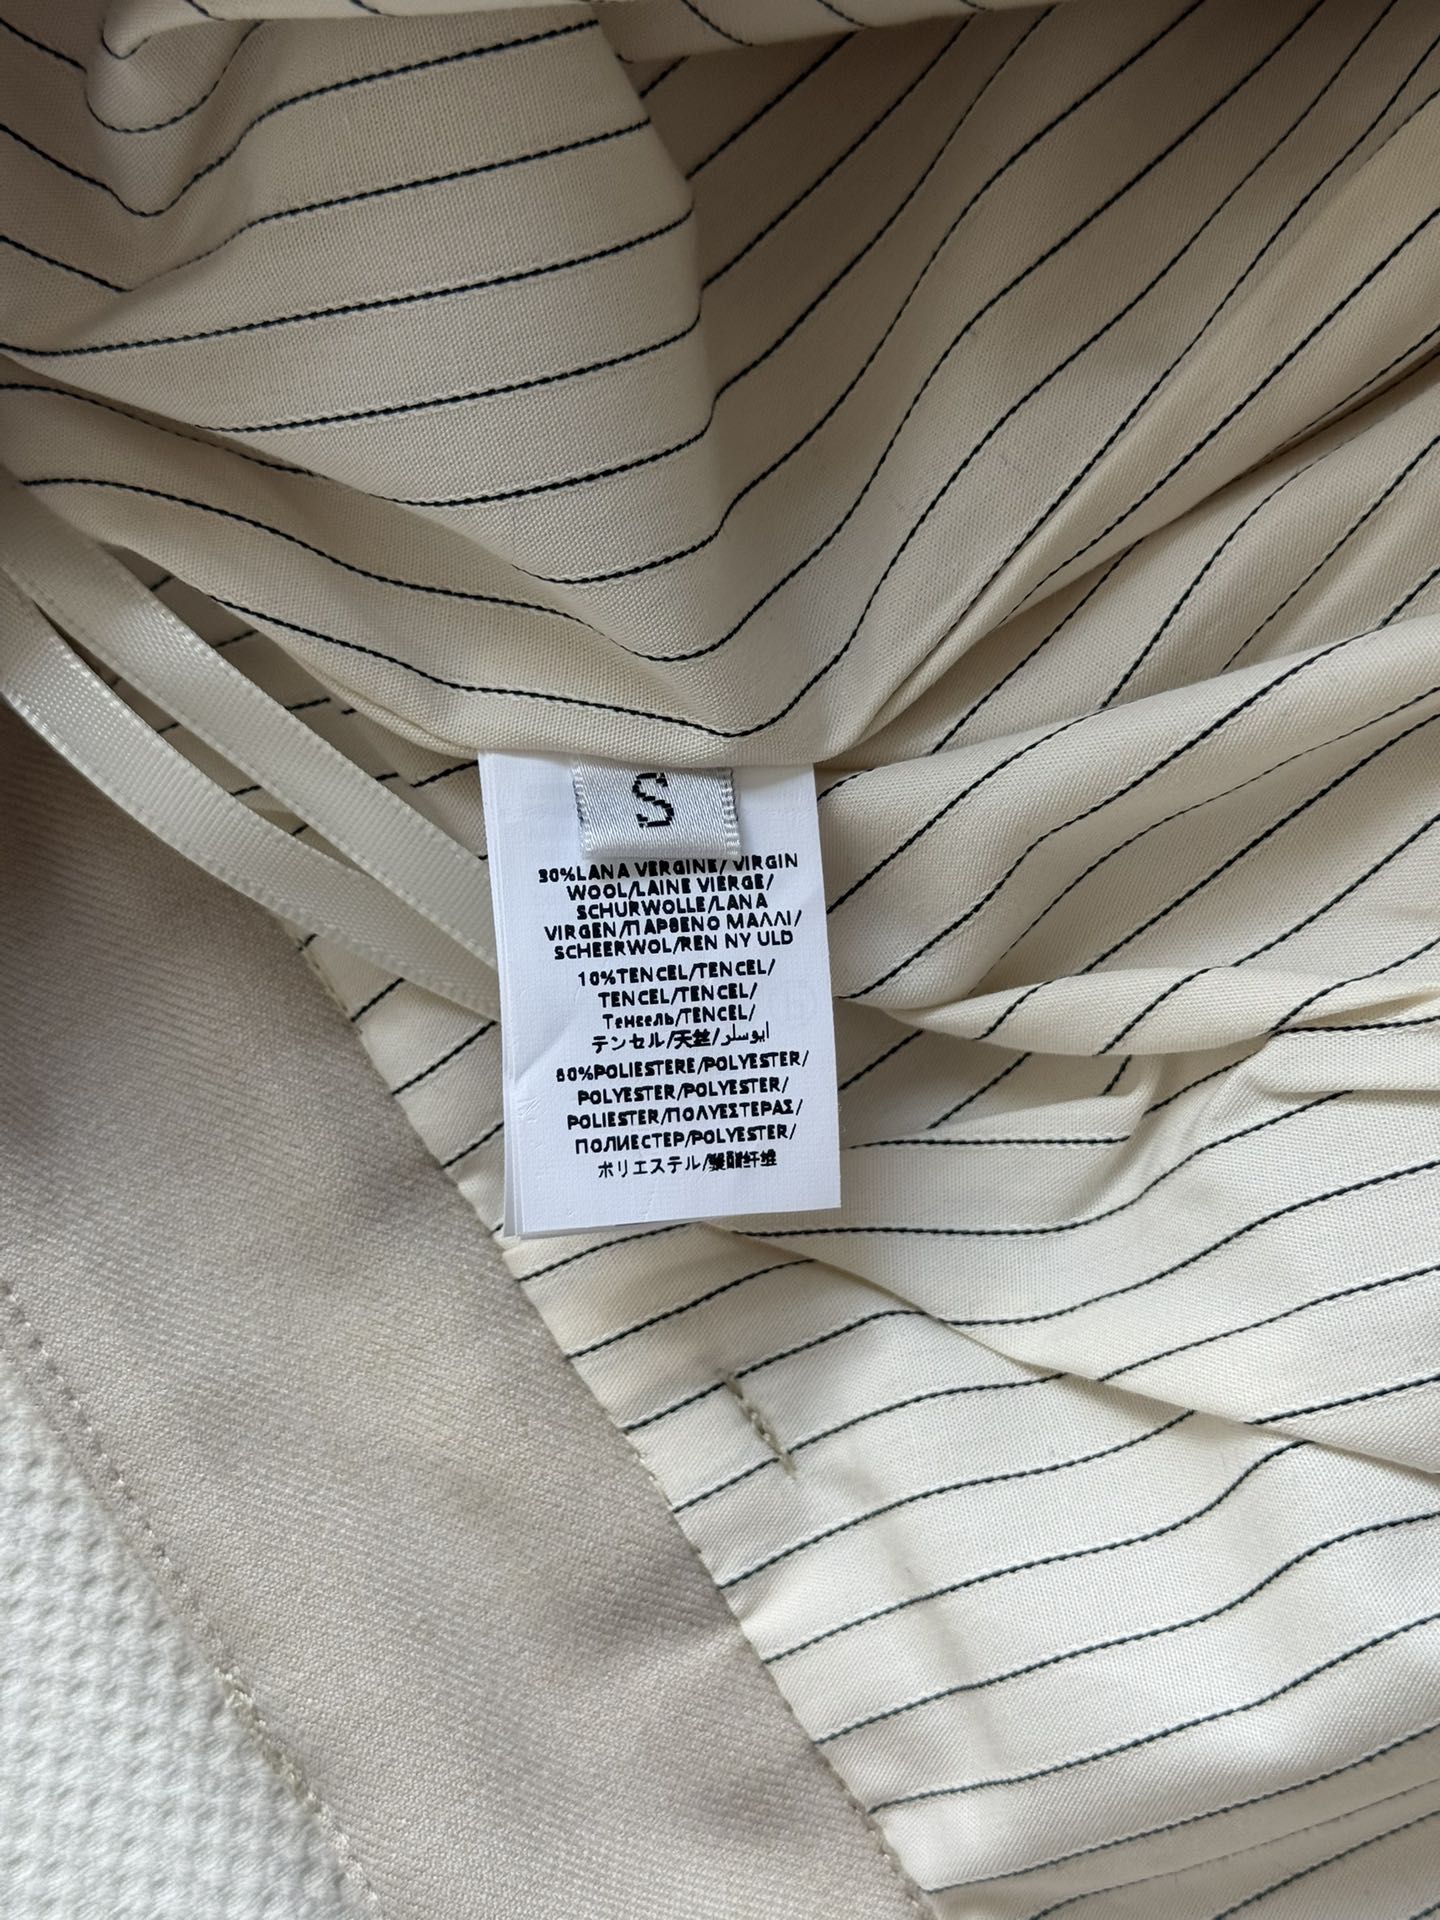 S
30%LANA VERGINE/VIRGIN
WOOL/LAINE VIERGE/
SCHURWOLLE/LANA
VIRGEN/ΠΑΡΘΕΝΟ ΜΑΛΛΙ/
SCHEERWOL/REN NY ULD
10%TENCEL/TENCEL/
TENCEL/TENCEL/
Тенсель/TENCEL/
テンセル/天丝/ايوسلر
60%POLIESTERE/POLYESTER/
POLYESTER/POLYESTER/
POLIESTER/ΠΟΛΥΕΣΤΕΡΑΣ/
ПОЛИЕСТЕР/POLYESTER/
ポリエステル/聚酯纤维